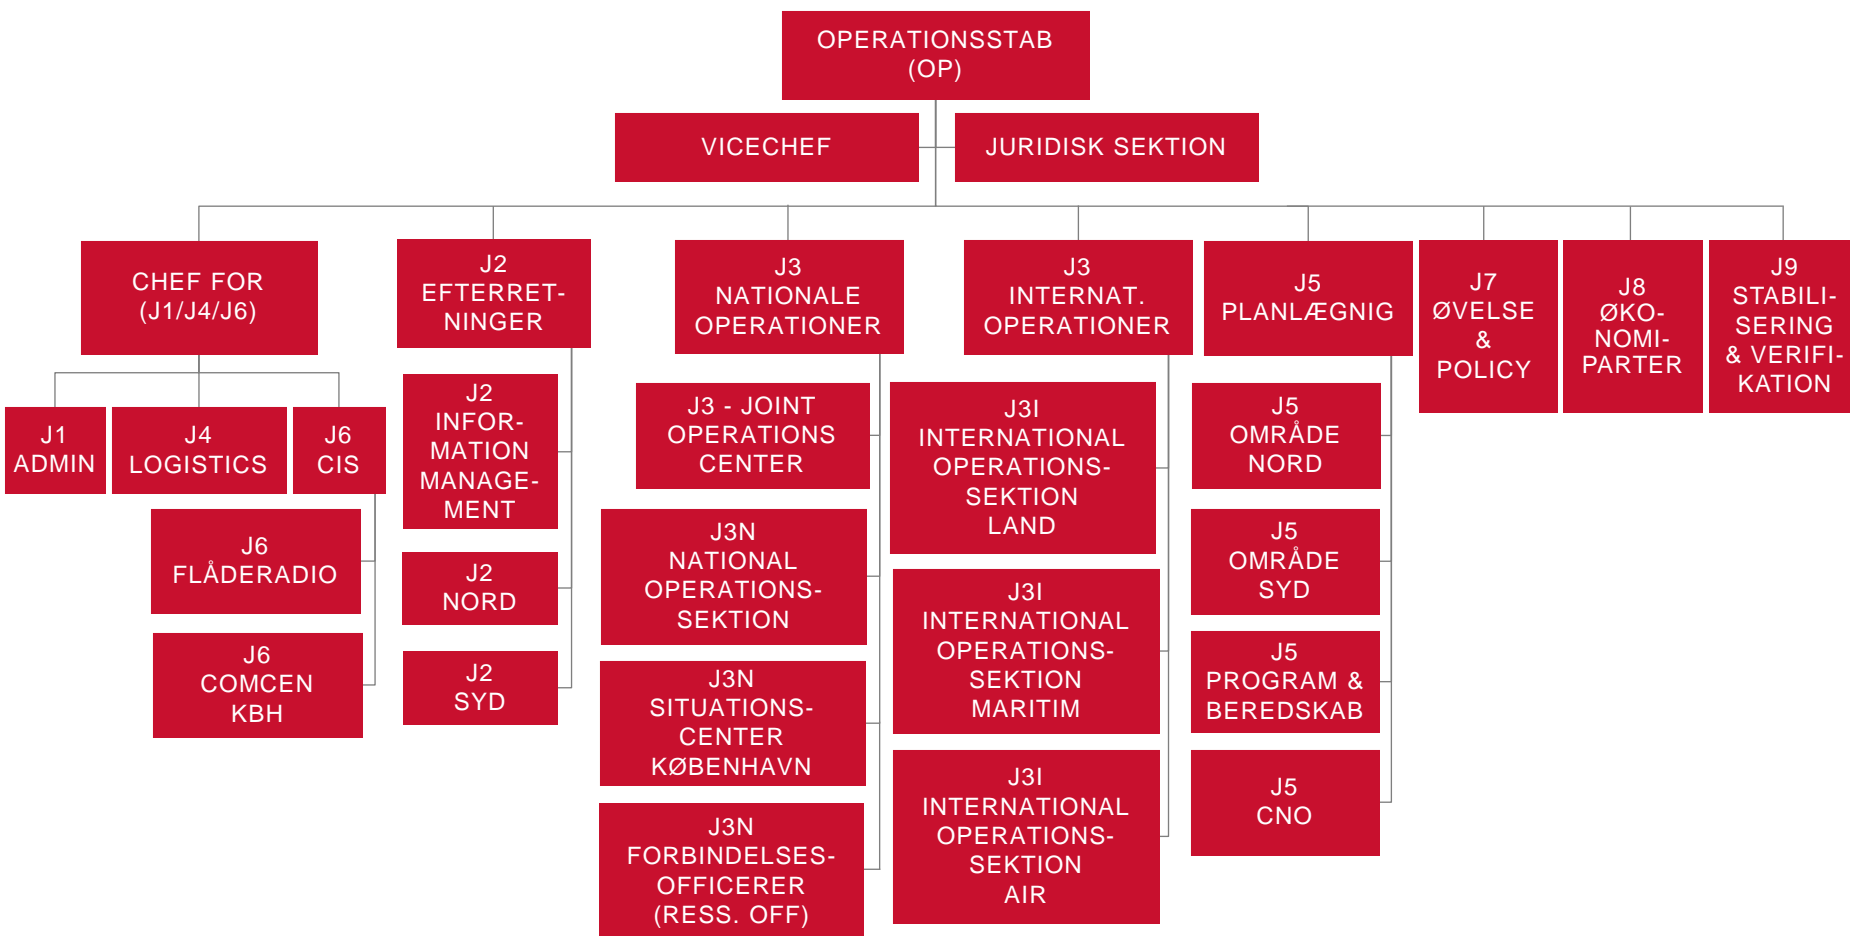 OPERATIONSSTAB
(OP)
VICECHEF
JURIDISK SEKTION
CHEF FOR
(J1/J4/J6)
J2
EFTERRET-
NINGER
J3
NATIONALE
OPERATIONER
J3
INTERNAT.
OPERATIONER
J5
PLANLÆGNIG
J7
ØVELSE
&
POLICY
J8
ØKO-
NOMI-
PARTER
J9
STABILI-
SERING
& VERIFI-
KATION
J1
ADMIN
J4
LOGISTICS
J6
CIS
J6
FLÅDERADIO
J6
COMCEN
KBH
J2
INFOR-
MATION
MANAGE-
MENT
J2
NORD
J2
SYD
J3 - JOINT
OPERATIONS
CENTER
J3N
NATIONAL
OPERATIONS-
SEKTION
J3N
SITUATIONS-
CENTER
KØBENHAVN
J3N
FORBINDELSES-
OFFICERER
(RESS. OFF)
J3I
INTERNATIONAL
OPERATIONS-
SEKTION
LAND
J3I
INTERNATIONAL
OPERATIONS-
SEKTION
MARITIM
J3I
INTERNATIONAL
OPERATIONS-
SEKTION
AIR
J5
OMRÅDE
NORD
J5
OMRÅDE
SYD
J5
PROGRAM &
BEREDSKAB
J5
CNO